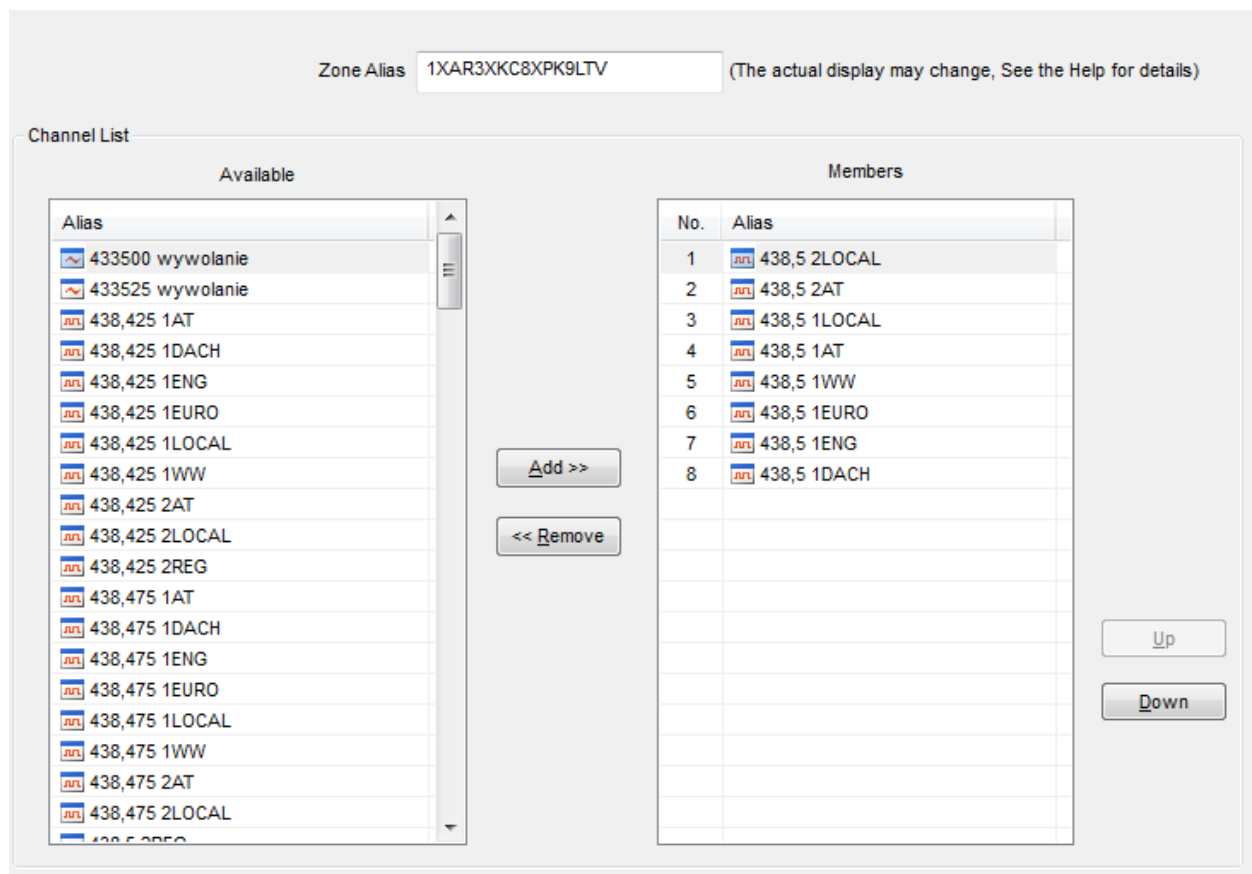 Zone Alias 1XAR3XKC8XPK9LTV (The actual display may change, See the Help for details)
Channel List
Available
Alias
433500 wywolanie
433525 wywolanie
438,425 1AT
438,425 1DACH
438,425 1ENG
438,425 1EURO
438,425 1LOCAL
438,425 1WW
438,425 2AT
438,425 2LOCAL
438,425 2REG
438,475 1AT
438,475 1DACH
438,475 1ENG
438,475 1EURO
438,475 1LOCAL
438,475 1WW
438,475 2AT
438,475 2LOCAL
Add >>
<< Remove
Members
No. Alias
1 438,5 2LOCAL
2 438,5 2AT
3 438,5 1LOCAL
4 438,5 1AT
5 438,5 1WW
6 438,5 1EURO
7 438,5 1ENG
8 438,5 1DACH
Up
Down